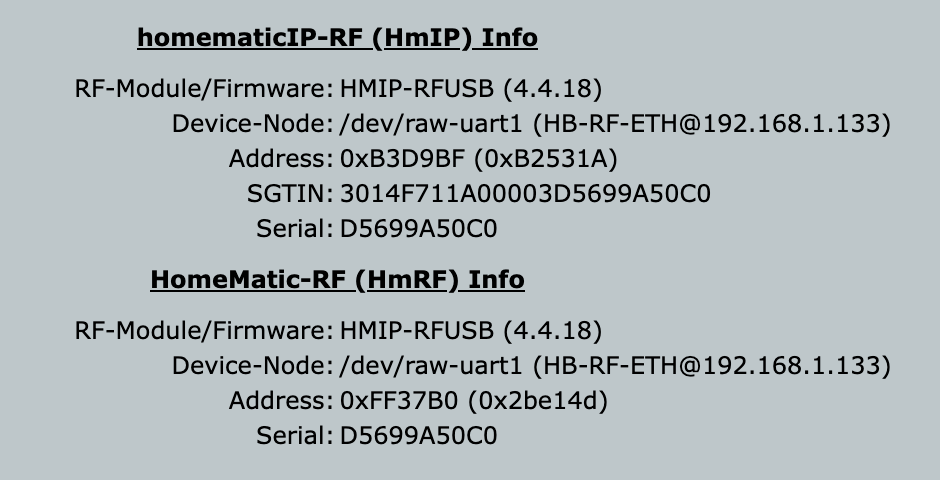 homematicIP-RF (HmIP) Info
RF-Module/Firmware: HMIP-RFUSB (4.4.18)
Device-Node: /dev/raw-uart1 (HB-RF-ETH@192.168.1.133)
Address: 0xB3D9BF (0xB2531A)
SGTIN: 3014F711A00003D5699A50C0
Serial: D5699A50C0
HomeMatic-RF (HmRF) Info
RF-Module/Firmware: HMIP-RFUSB (4.4.18)
Device-Node: /dev/raw-uart1 (HB-RF-ETH@192.168.1.133)
Address: 0xFF37B0 (0x2be14d)
Serial: D5699A50C0